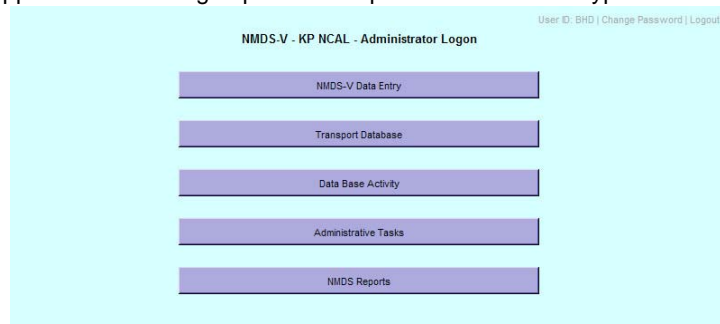 User ID: BHD | Change Password | Logout
NMDS-V - KP NCAL - Administrator Logon
NMDS-V Data Entry
Transport Database
Data Base Activity
Administrative Tasks
NMDS Reports